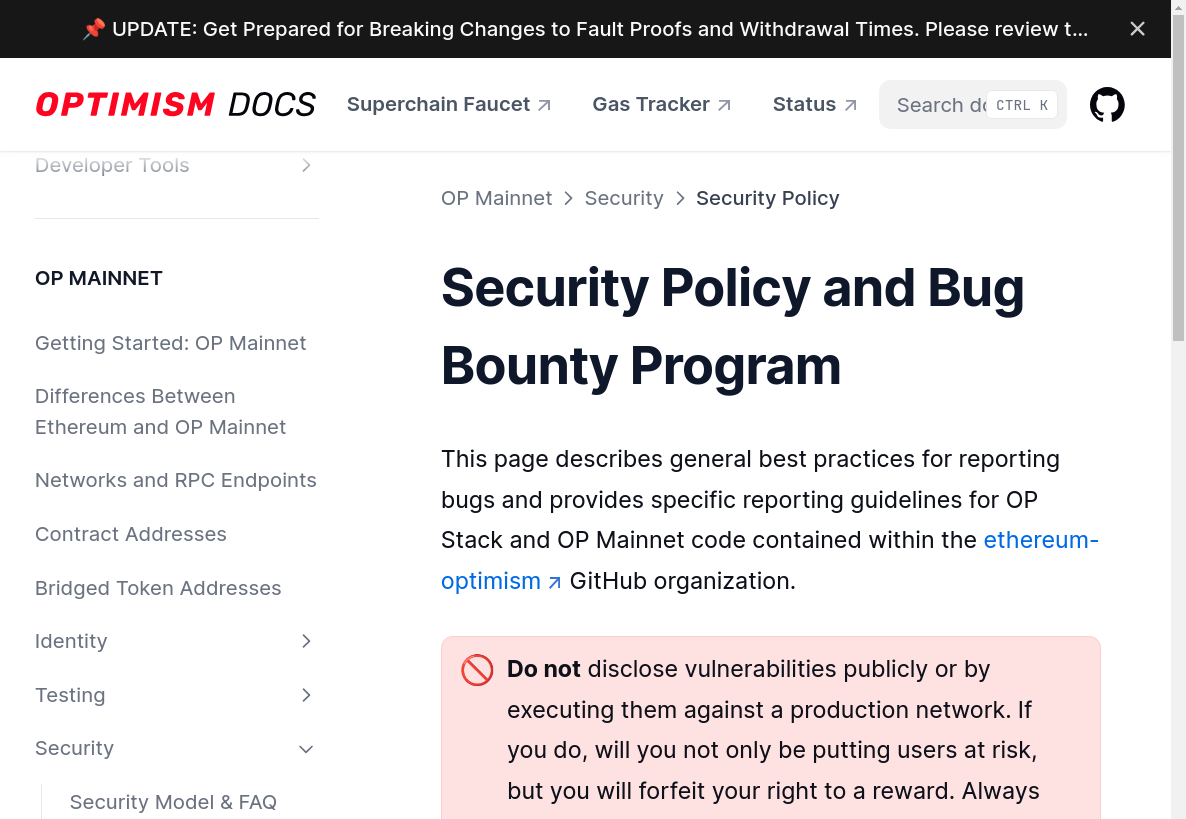 📌 UPDATE: Get Prepared for Breaking Changes to Fault Proofs and Withdrawal Times. Please review t...
OPTIMISM DOCS
Superchain Faucet
Gas Tracker
Status
Search do
CTRL K
Developer Tools
OP MAINNET
Getting Started: OP Mainnet
Differences Between
Ethereum and OP Mainnet
Networks and RPC Endpoints
Contract Addresses
Bridged Token Addresses
Identity
Testing
Security
Security Model & FAQ
OP Mainnet > Security > Security Policy
Security Policy and Bug
Bounty Program
This page describes general best practices for reporting
bugs and provides specific reporting guidelines for OP
Stack and OP Mainnet code contained within the ethereum-
optimism GitHub organization.
🚫 Do not disclose vulnerabilities publicly or by
executing them against a production network. If
you do, will you not only be putting users at risk,
but you will forfeit your right to a reward. Always